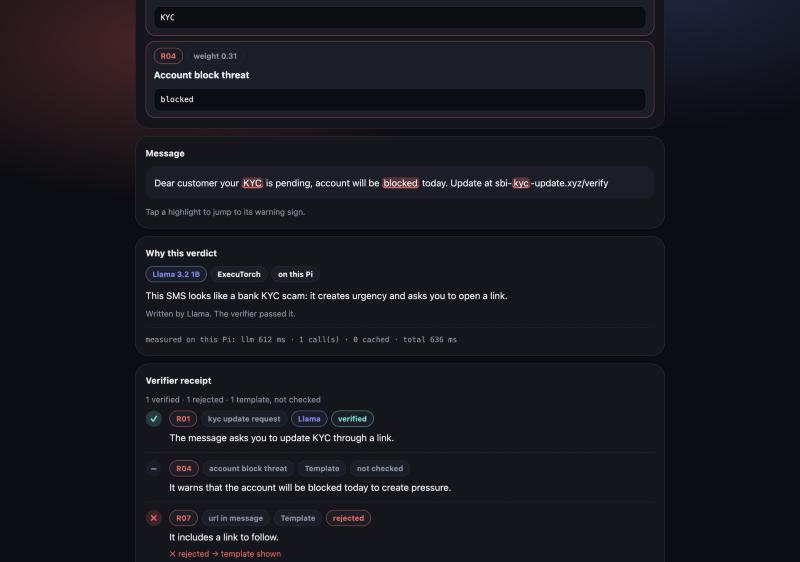 KYC
R04 weight 0.31
Account block threat
blocked
Message
Dear customer your KYC is pending, account will be blocked today. Update at sbi-kyc-update.xyz/verify
Tap a highlight to jump to its warning sign.
Why this verdict
Llama 3.2 1B ExecuTorch on this Pi
This SMS looks like a bank KYC scam: it creates urgency and asks you to open a link.
Written by Llama. The verifier passed it.
measured on this Pi: llm 612 ms · 1 call(s) · 0 cached · total 636 ms
Verifier receipt
1 verified · 1 rejected · 1 template, not checked
✓ R01 kyc update request Llama verified
The message asks you to update KYC through a link.
– R04 account block threat Template not checked
It warns that the account will be blocked today to create pressure.
✕ R07 url in message Template rejected
It includes a link to follow.
✕ rejected → template shown